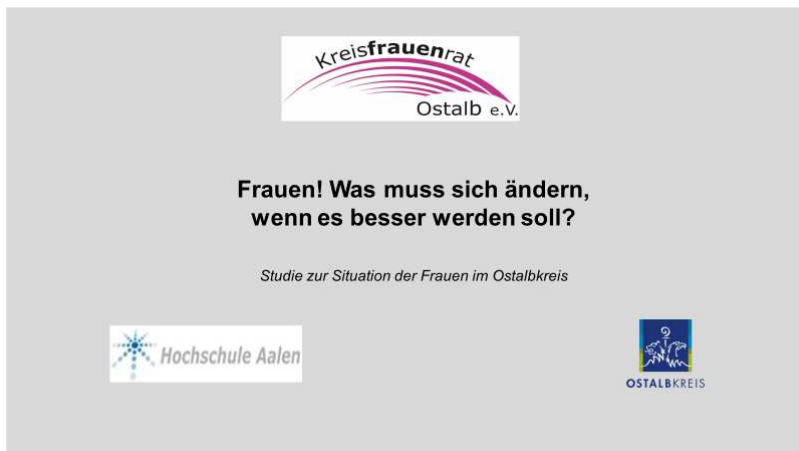 Kreisfrauenrat
Ostalb e.V.
Frauen! Was muss sich ändern,
wenn es besser werden soll?
Studie zur Situation der Frauen im Ostalbkreis
Hochschule Aalen
OSTALBKREIS